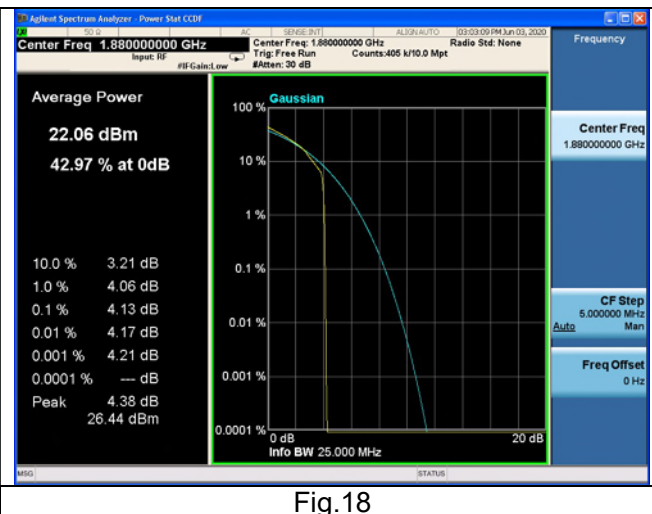 Agilent Spectrum Analyzer - Power Stat CCDF
50 Ω AC SENSE:INT ALIGN AUTO 03:03:09 PM Jun 03, 2020
Center Freq 1.880000000 GHz
Input: RF
#IFGain:Low
Center Freq: 1.880000000 GHz Radio Std: None
Trig: Free Run Counts:405 k/10.0 Mpt
#Atten: 30 dB
Frequency
Average Power
22.06 dBm
42.97 % at 0dB
10.0 % 3.21 dB
1.0 % 4.06 dB
0.1 % 4.13 dB
0.01 % 4.17 dB
0.001 % 4.21 dB
0.0001 % --- dB
Peak 4.38 dB
26.44 dBm
Gaussian
100 %
10 %
1 %
0.1 %
0.01 %
0.001 %
0.0001 %
0 dB 20 dB
Info BW 25.000 MHz
Center Freq
1.880000000 GHz
CF Step
5.000000 MHz
Auto Man
Freq Offset
0 Hz
MSG STATUS
Fig.18